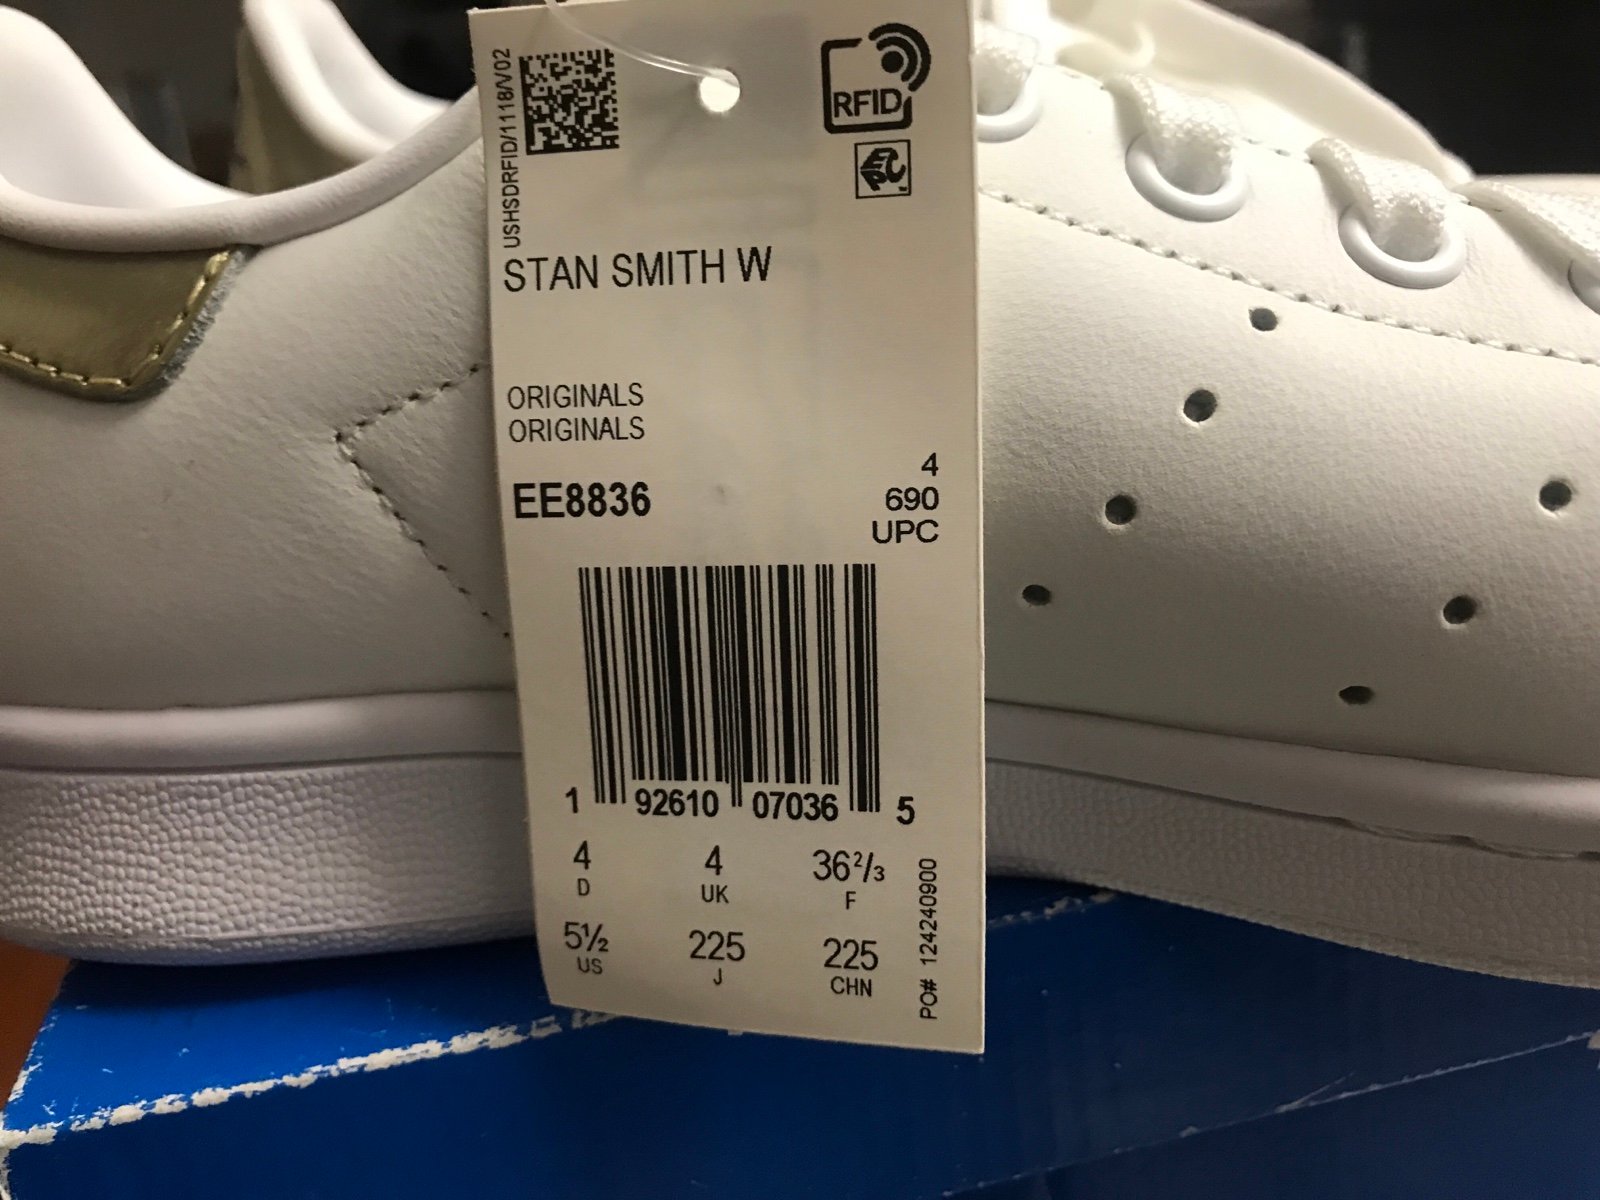 USHSDRFID/1118/V02
RFID
EPC
STAN SMITH W
ORIGINALS
ORIGINALS
4
EE8836 690
UPC
1 92610 07036 5
4 4 36⅔
D UK F
5½ 225 225
US J CHN
PO# 124240900